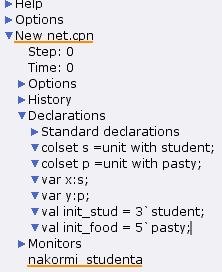 Help
Options
New net.cpn
Step: 0
Time: 0
Options
History
Declarations
Standard declarations
colset s =unit with student;
colset p =unit with pasty;
var x:s;
var y:p;
val init_stud = 3`student;
val init_food = 5`pasty;
Monitors
nakormi_studenta